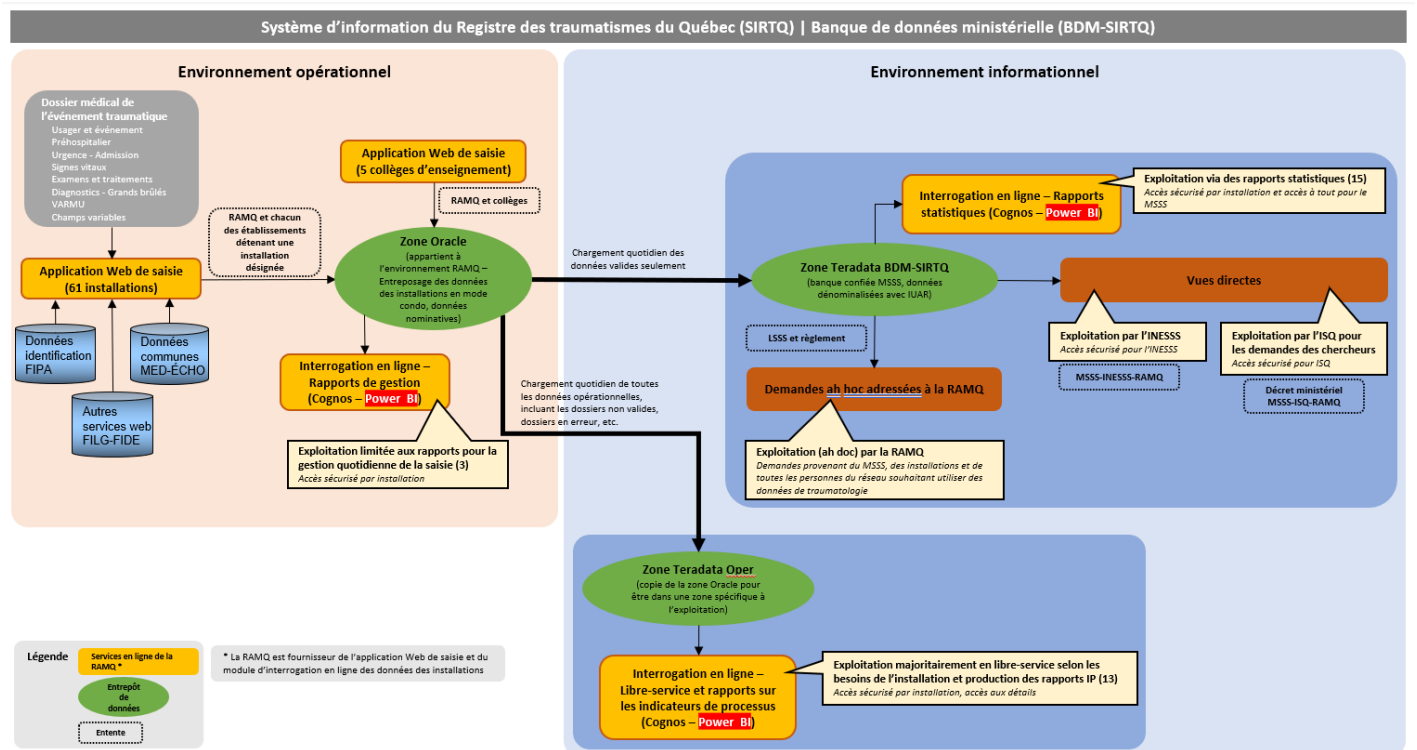 Système d’information du Registre des traumatismes du Québec (SIRTQ) | Banque de données ministérielle (BDM-SIRTQ)
Environnement opérationnel
Dossier médical de
l’événement traumatique
Usager et événement
Préhospitalier
Urgence - Admission
Signes vitaux
Examens et traitements
Diagnostics - Grands brûlés
VARMU
Champs variables
Application Web de saisie
(5 collèges d’enseignement)
RAMQ et collèges
RAMQ et chacun
des établissements
détenant une
installation
désignée
Application Web de saisie
(61 installations)
Zone Oracle
(appartient à
l’environnement RAMQ –
Entreposage des données
des installations en mode
condo, données
nominatives)
Données
identification
FIPA
Données
communes
MED-ÉCHO
Autres
services web
FILG-FIDE
Interrogation en ligne –
Rapports de gestion
(Cognos – Power BI)
Exploitation limitée aux rapports pour la
gestion quotidienne de la saisie (3)
Accès sécurisé par installation
Chargement quotidien des
données valides seulement
Chargement quotidien de toutes
les données opérationnelles,
incluant les dossiers non valides,
dossiers en erreur, etc.
Environnement informationnel
Interrogation en ligne – Rapports
statistiques (Cognos – Power BI)
Exploitation via des rapports statistiques (15)
Accès sécurisé par installation et accès à tout pour le
MSSS
Zone Teradata BDM-SIRTQ
(banque confiée MSSS, données
dénominalisées avec IUAR)
Vues directes
LSSS et règlement
Exploitation par l’INESSS
Accès sécurisé pour l’INESSS
MSSS-INESSS-RAMQ
Exploitation par l’ISQ pour
les demandes des chercheurs
Accès sécurisé pour ISQ
Décret ministériel
MSSS-ISQ-RAMQ
Demandes ah hoc adressées à la RAMQ
Exploitation (ah doc) par la RAMQ
Demandes provenant du MSSS, des installations et de
toutes les personnes du réseau souhaitant utiliser des
données de traumatologie
Zone Teradata Oper
(copie de la zone Oracle pour
être dans une zone spécifique à
l’exploitation)
Interrogation en ligne –
Libre-service et rapports sur
les indicateurs de processus
(Cognos – Power BI)
Exploitation majoritairement en libre-service selon les
besoins de l’installation et production des rapports IP (13)
Accès sécurisé par installation, accès aux détails
Légende
Services en ligne de la
RAMQ *
Entrepôt
de
données
Entente
* La RAMQ est fournisseur de l’application Web de saisie et du
module d’interrogation en ligne des données des installations